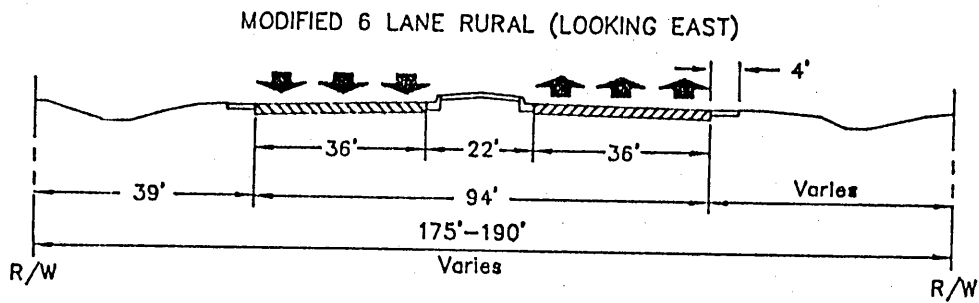 MODIFIED 6 LANE RURAL (LOOKING EAST)
4'
36' 22' 36'
39' 94' Varies
175'-190'
Varies
R/W R/W